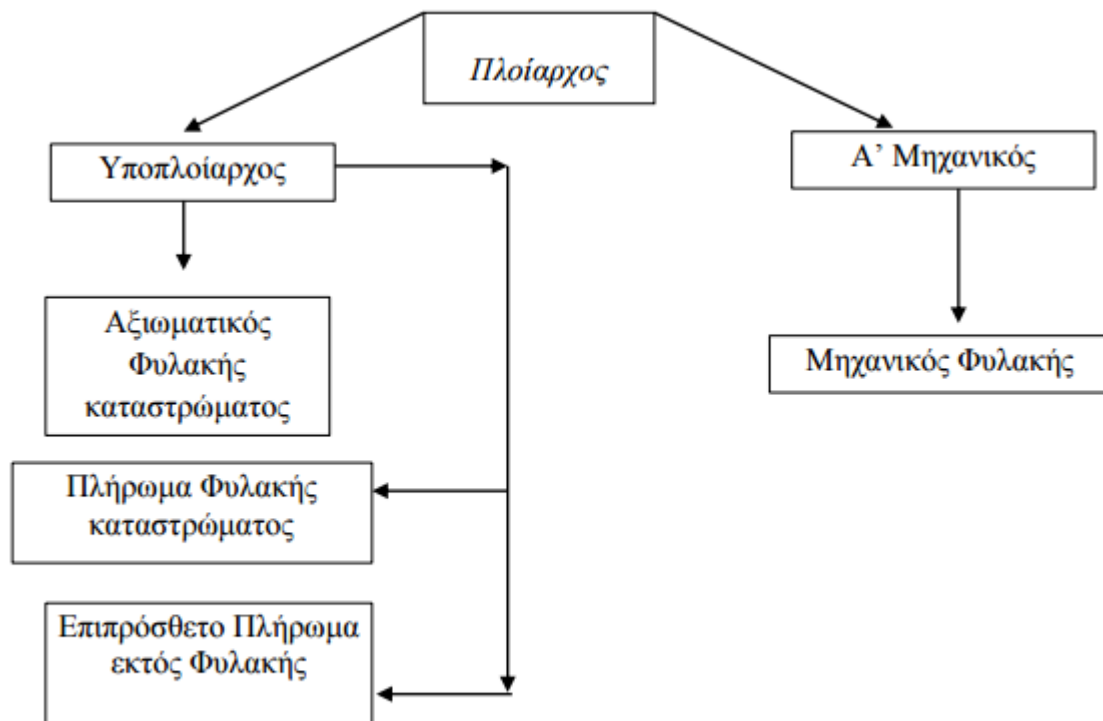 Πλοίαρχος
Υποπλοίαρχος
Α’ Μηχανικός
Αξιωματικός
Φυλακής
καταστρώματος
Μηχανικός Φυλακής
Πλήρωμα Φυλακής
καταστρώματος
Επιπρόσθετο Πλήρωμα
εκτός Φυλακής